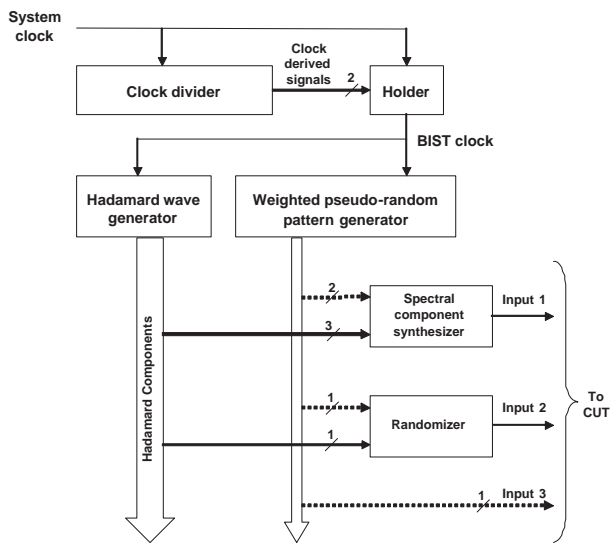 System
clock
Clock
derived
signals
2
Clock divider
Holder
BIST clock
Hadamard wave
generator
Weighted pseudo-random
pattern generator
2
Spectral
component
synthesizer
Input 1
3
Hadamard Components
1
Randomizer
Input 2
1
To
CUT
1
Input 3